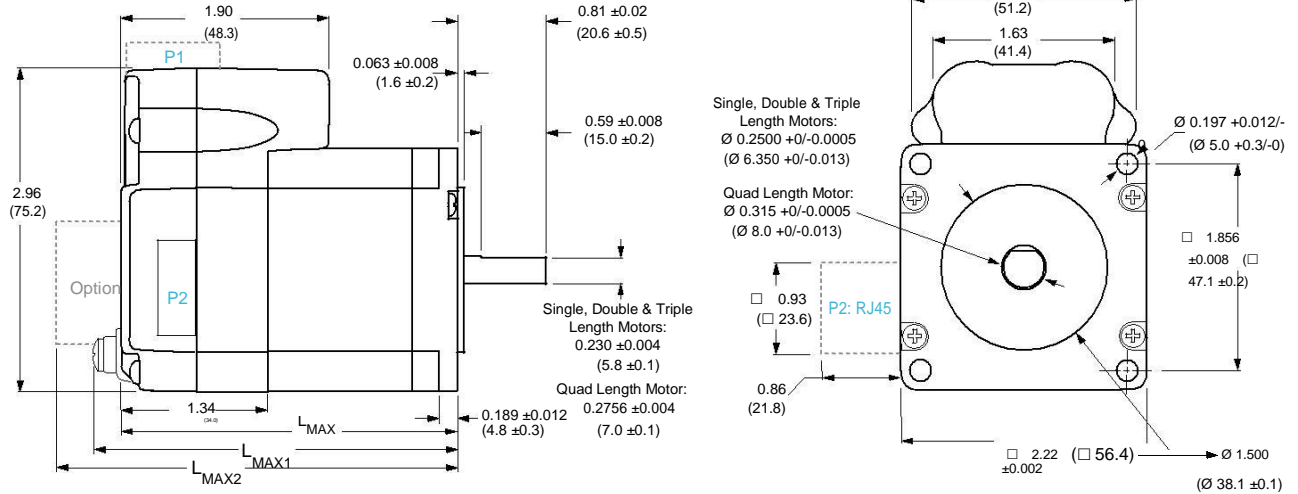 1.90
(48.3)
0.81 ±0.02
(20.6 ±0.5)
P1
0.063 ±0.008
(1.6 ±0.2)
0.59 ±0.008
(15.0 ±0.2)
2.96
(75.2)
Option
P2
Single, Double & Triple
Length Motors:
0.230 ±0.004
(5.8 ±0.1)
Quad Length Motor:
0.2756 ±0.004
(7.0 ±0.1)
1.34
(34.0)
0.189 ±0.012
(4.8 ±0.3)
LMAX
LMAX1
LMAX2
(51.2)
1.63
(41.4)
Single, Double & Triple
Length Motors:
Ø 0.2500 +0/-0.0005
(Ø 6.350 +0/-0.013)
Quad Length Motor:
Ø 0.315 +0/-0.0005
(Ø 8.0 +0/-0.013)
Ø 0.197 +0.012/-
0
(Ø 5.0 +0.3/-0)
□ 1.856
±0.008 (□
47.1 ±0.2)
□ 0.93
(□ 23.6)
P2: RJ45
0.86
(21.8)
□ 2.22 (□ 56.4)
±0.002
Ø 1.500
(Ø 38.1 ±0.1)